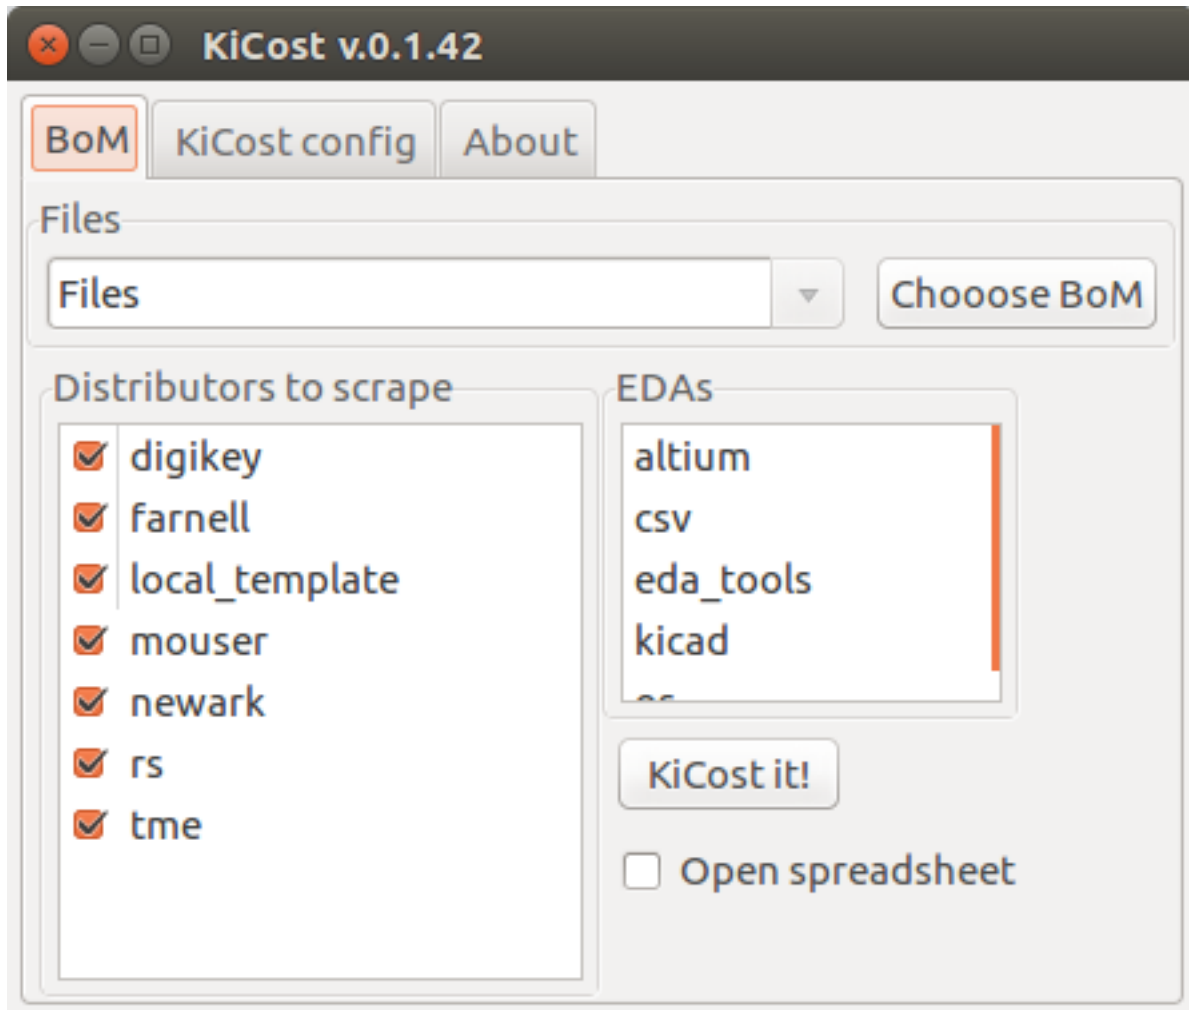 KiCost v.0.1.42
BoM KiCost config About
Files
Files Chooose BoM
Distributors to scrape
digikey
farnell
local_template
mouser
newark
rs
tme
EDAs
altium
csv
eda_tools
kicad
KiCost it!
Open spreadsheet